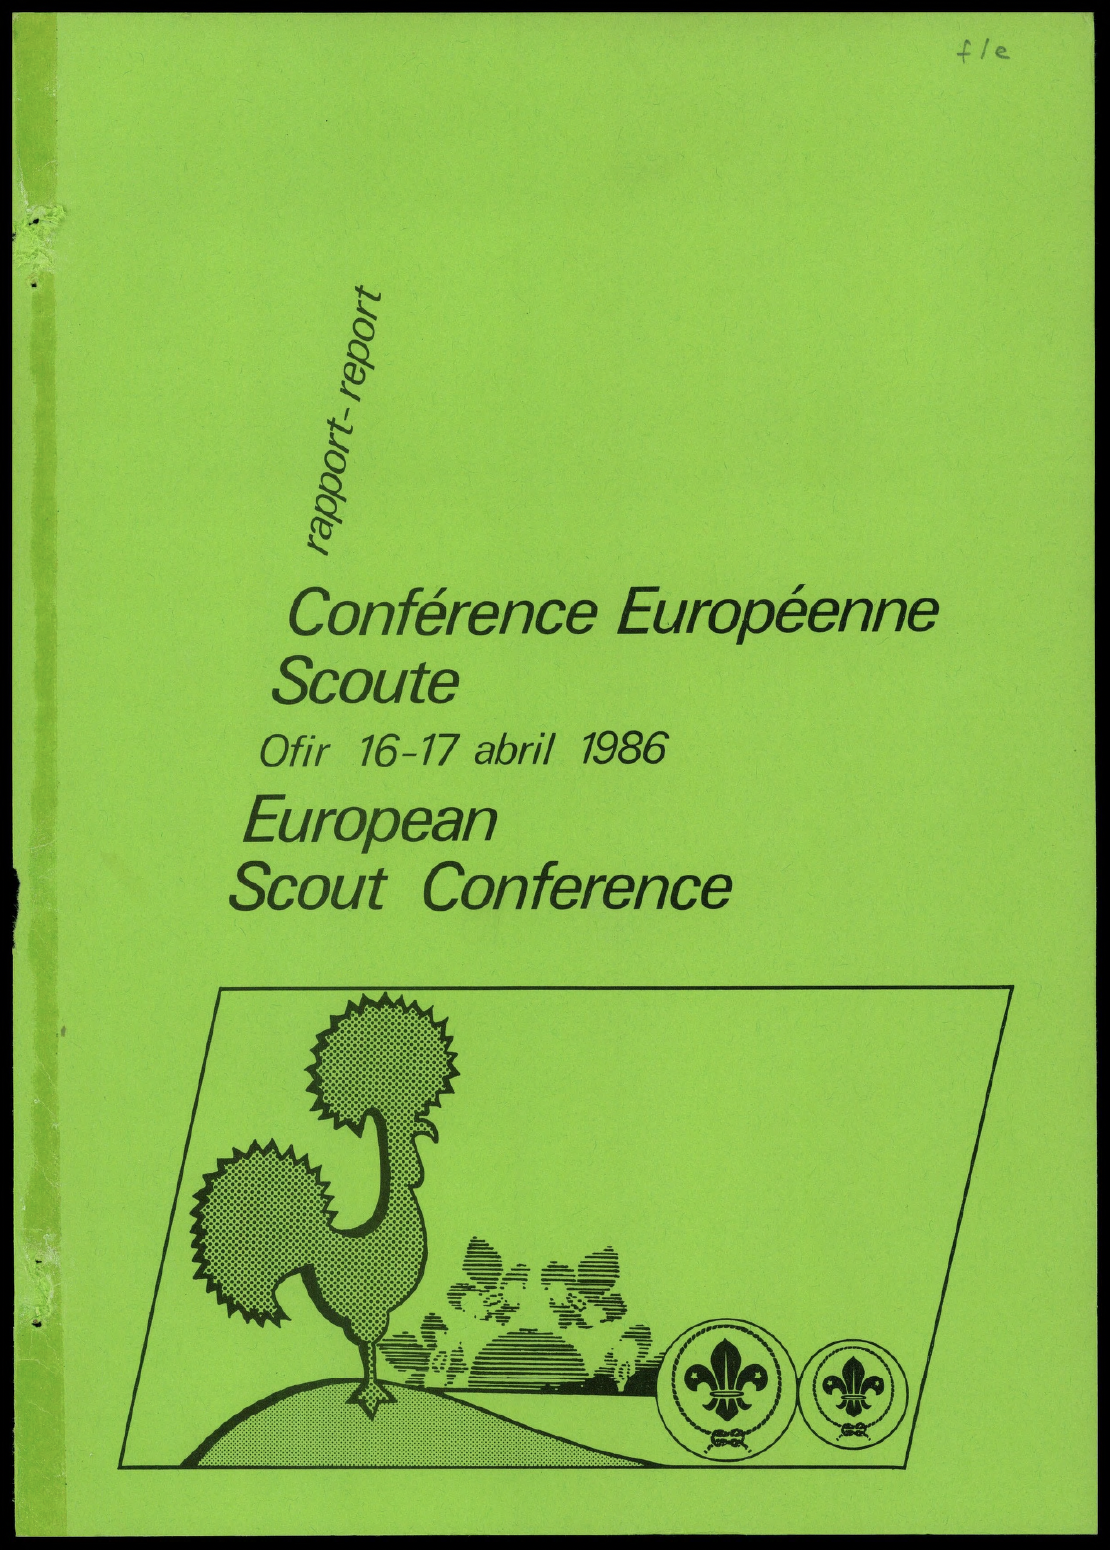 f/e
rapport-report
Conférence Européenne
Scoute
Ofir 16-17 abril 1986
European
Scout Conference